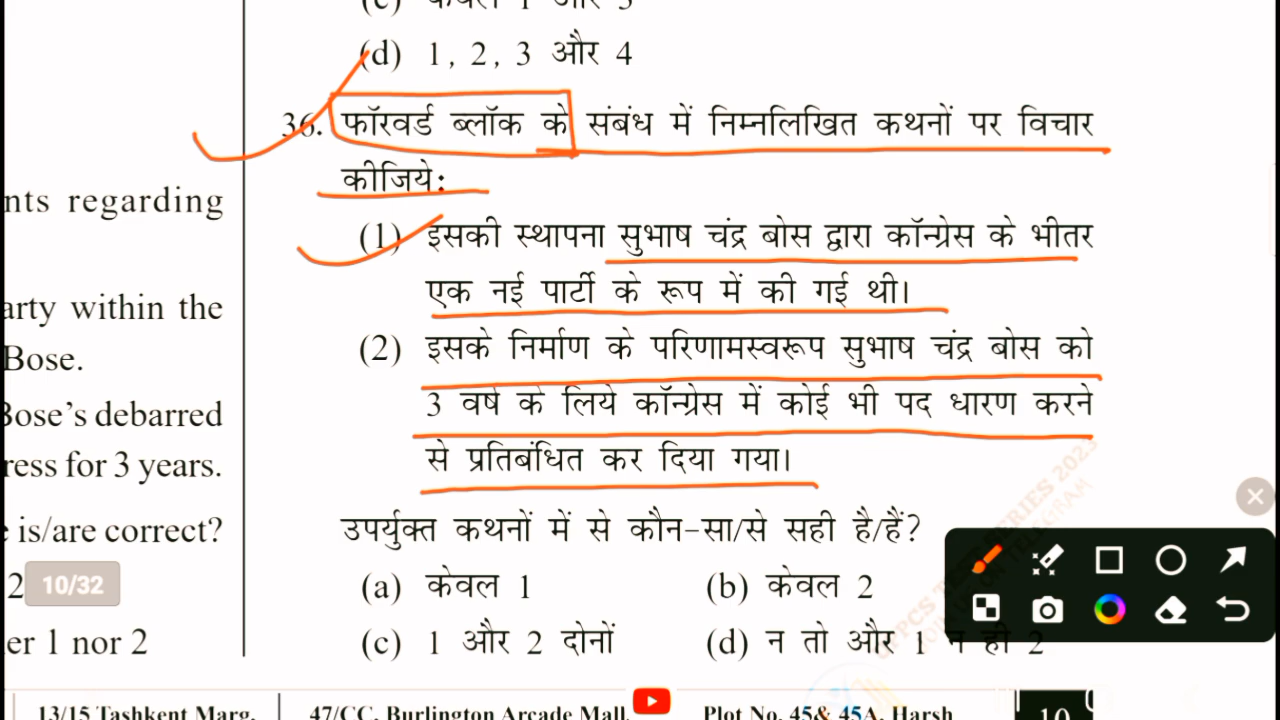 (d) 1, 2, 3 और 4
36. फॉरवर्ड ब्लॉक के संबंध में निम्नलिखित कथनों पर विचार
कीजिये:
(1) इसकी स्थापना सुभाष चंद्र बोस द्वारा कॉन्ग्रेस के भीतर
एक नई पार्टी के रूप में की गई थी।
(2) इसके निर्माण के परिणामस्वरूप सुभाष चंद्र बोस को
3 वर्ष के लिये कॉन्ग्रेस में कोई भी पद धारण करने
से प्रतिबंधित कर दिया गया।
उपर्युक्त कथनों में से कौन-सा/से सही है/हैं?
(a) केवल 1 (b) केवल 2
(c) 1 और 2 दोनों (d) न तो और 1 न ही 2
nts regarding
arty within the
Bose.
Bose's debarred
ress for 3 years.
is/are correct?
2
10/32
er 1 nor 2
13/15 Tashkent Marg, 47/CC, Burlington Arcade Mall, Plot No. 45& 45A, Harsh
10